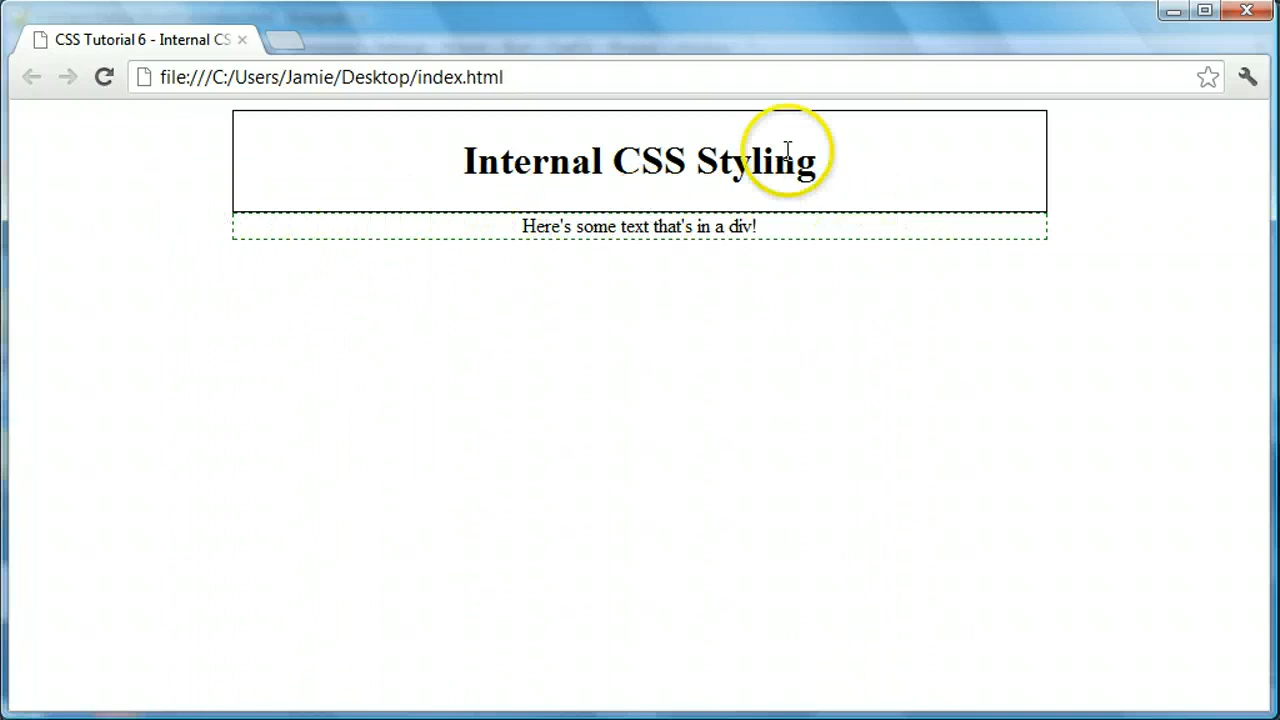 CSS Tutorial 6 - Internal CS
file:///C:/Users/Jamie/Desktop/index.html
Internal CSS Styling
Here's some text that's in a div!